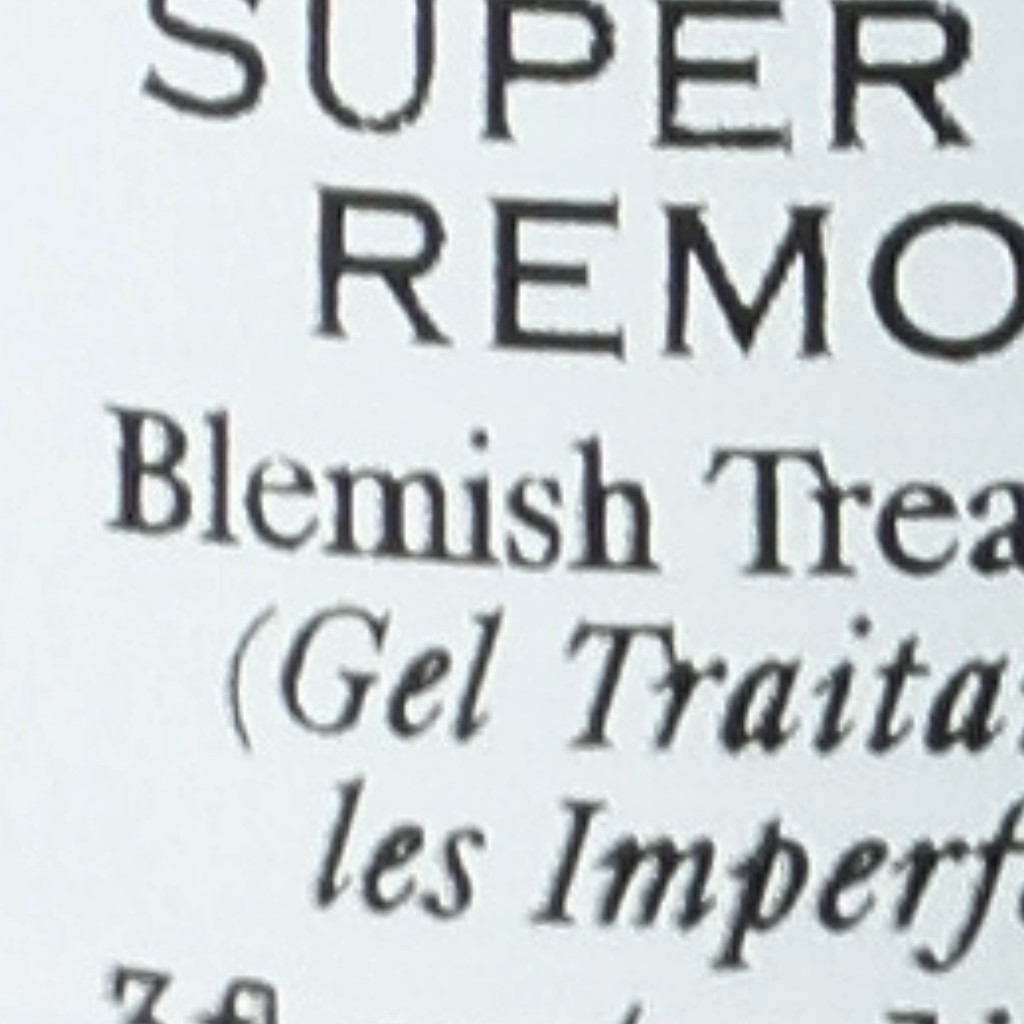 SUPER
REMO
Blemish Trea
(Gel Traita
les Imperf